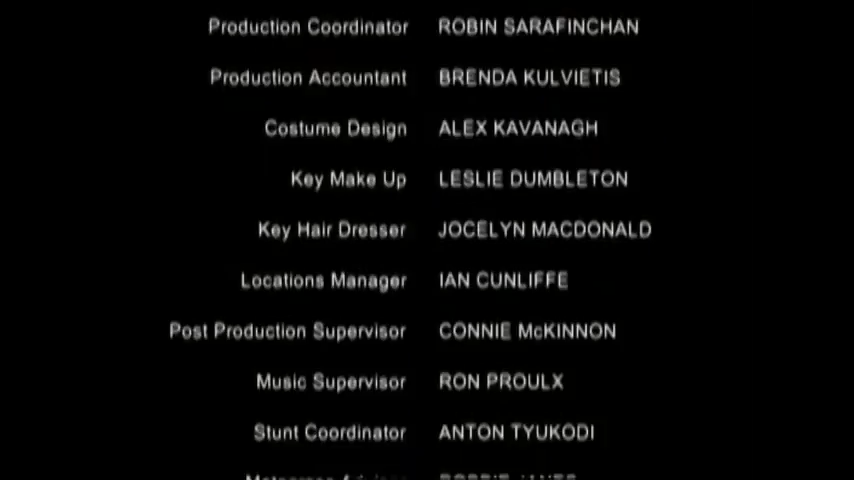 Production Coordinator ROBIN SARAFINCHAN
Production Accountant BRENDA KULVIETIS
Costume Design ALEX KAVANAGH
Key Make Up LESLIE DUMBLETON
Key Hair Dresser JOCELYN MACDONALD
Locations Manager IAN CUNLIFFE
Post Production Supervisor CONNIE McKINNON
Music Supervisor RON PROULX
Stunt Coordinator ANTON TYUKODI